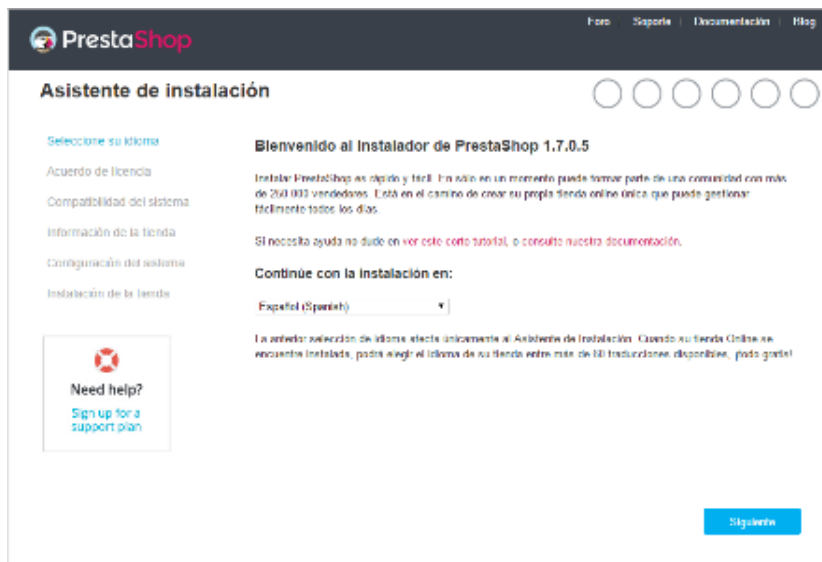 PrestaShop
Foro Soporte Documentación Blog
Asistente de instalación
Seleccione su idioma
Acuerdo de licencia
Compatibilidad del sistema
Información de la tienda
Configuración del sistema
Instalación de la tienda
Need help?
Sign up for a
support plan
Bienvenido al Instalador de PrestaShop 1.7.0.5
Instalar PrestaShop es rápido y fácil. En sólo en un momento puede formar parte de una comunidad con más
de 250 000 vendedores. Está en el camino de crear su propia tienda online única que puede gestionar
fácilmente todos los días.
Si necesita ayuda no dude en ver este corto tutorial, o consulte nuestra documentación.
Continúe con la instalación en:
Español (Spanish)
La anterior selección de idioma afecta únicamente al Asistente de Instalación. Cuando su tienda Online se
encuentre instalada, podrá elegir el idioma de su tienda entre más de 60 traducciones disponibles, ¡todo gratis!
Siguiente